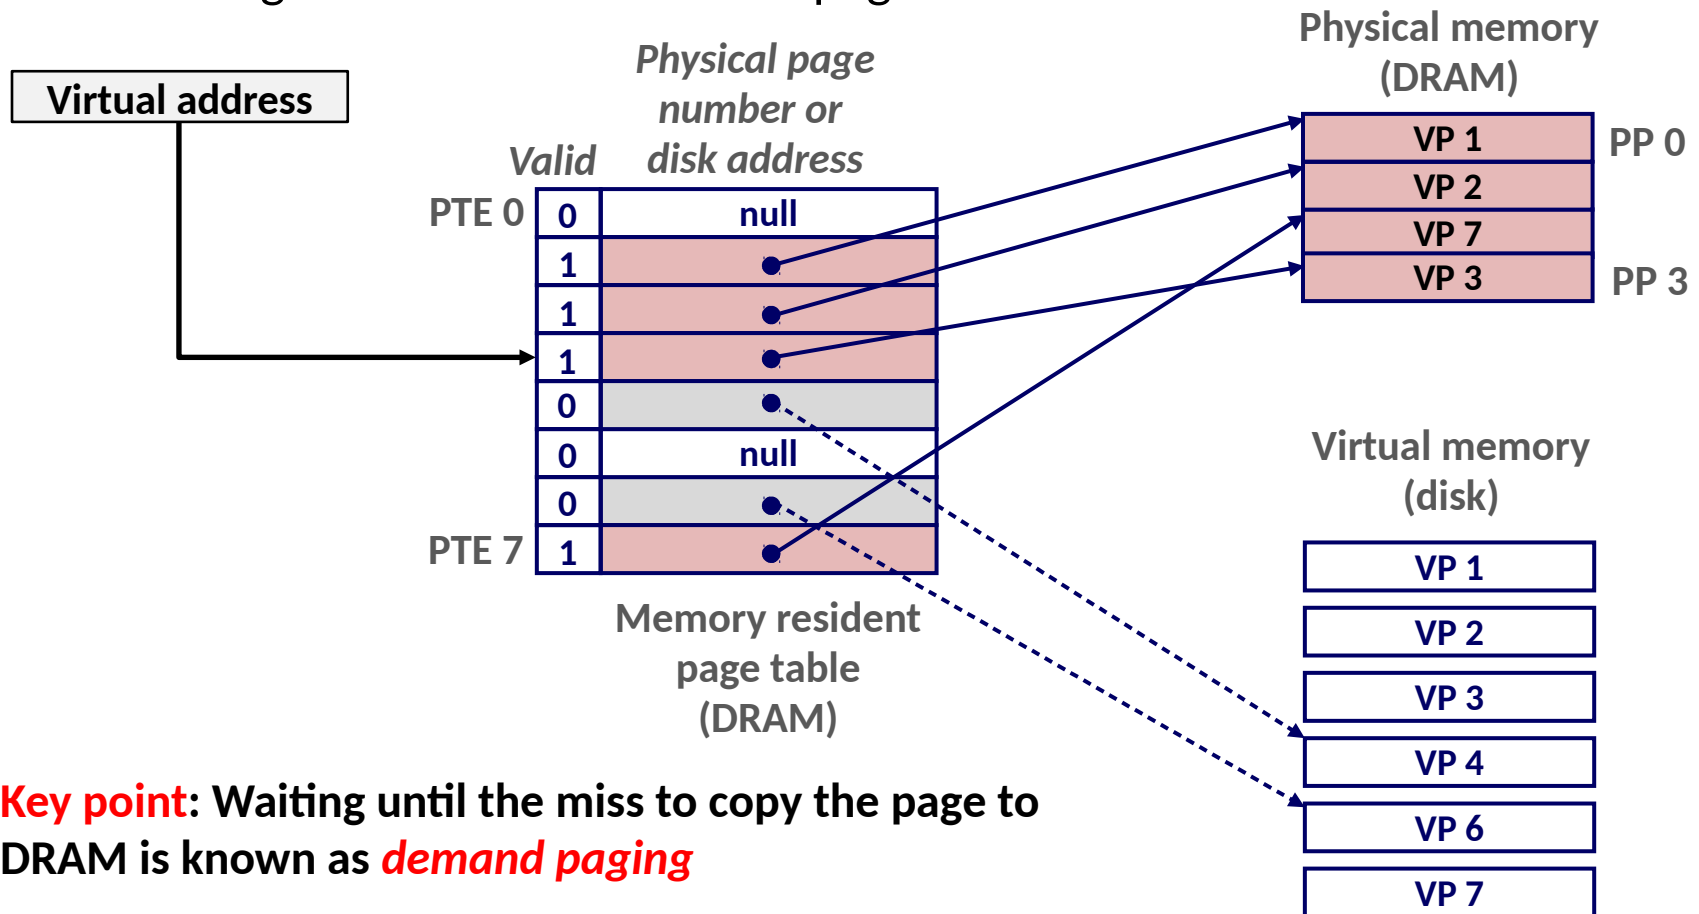 Physical memory
(DRAM)
Physical page
number or
disk address
Virtual address
Valid
VP 1
PP 0
VP 2
VP 7
VP 3
PP 3
PTE 0
0
null
1
1
1
0
0
null
0
PTE 7
1
Memory resident
page table
(DRAM)
Virtual memory
(disk)
VP 1
VP 2
VP 3
VP 4
VP 6
VP 7
Key point: Waiting until the miss to copy the page to
DRAM is known as demand paging